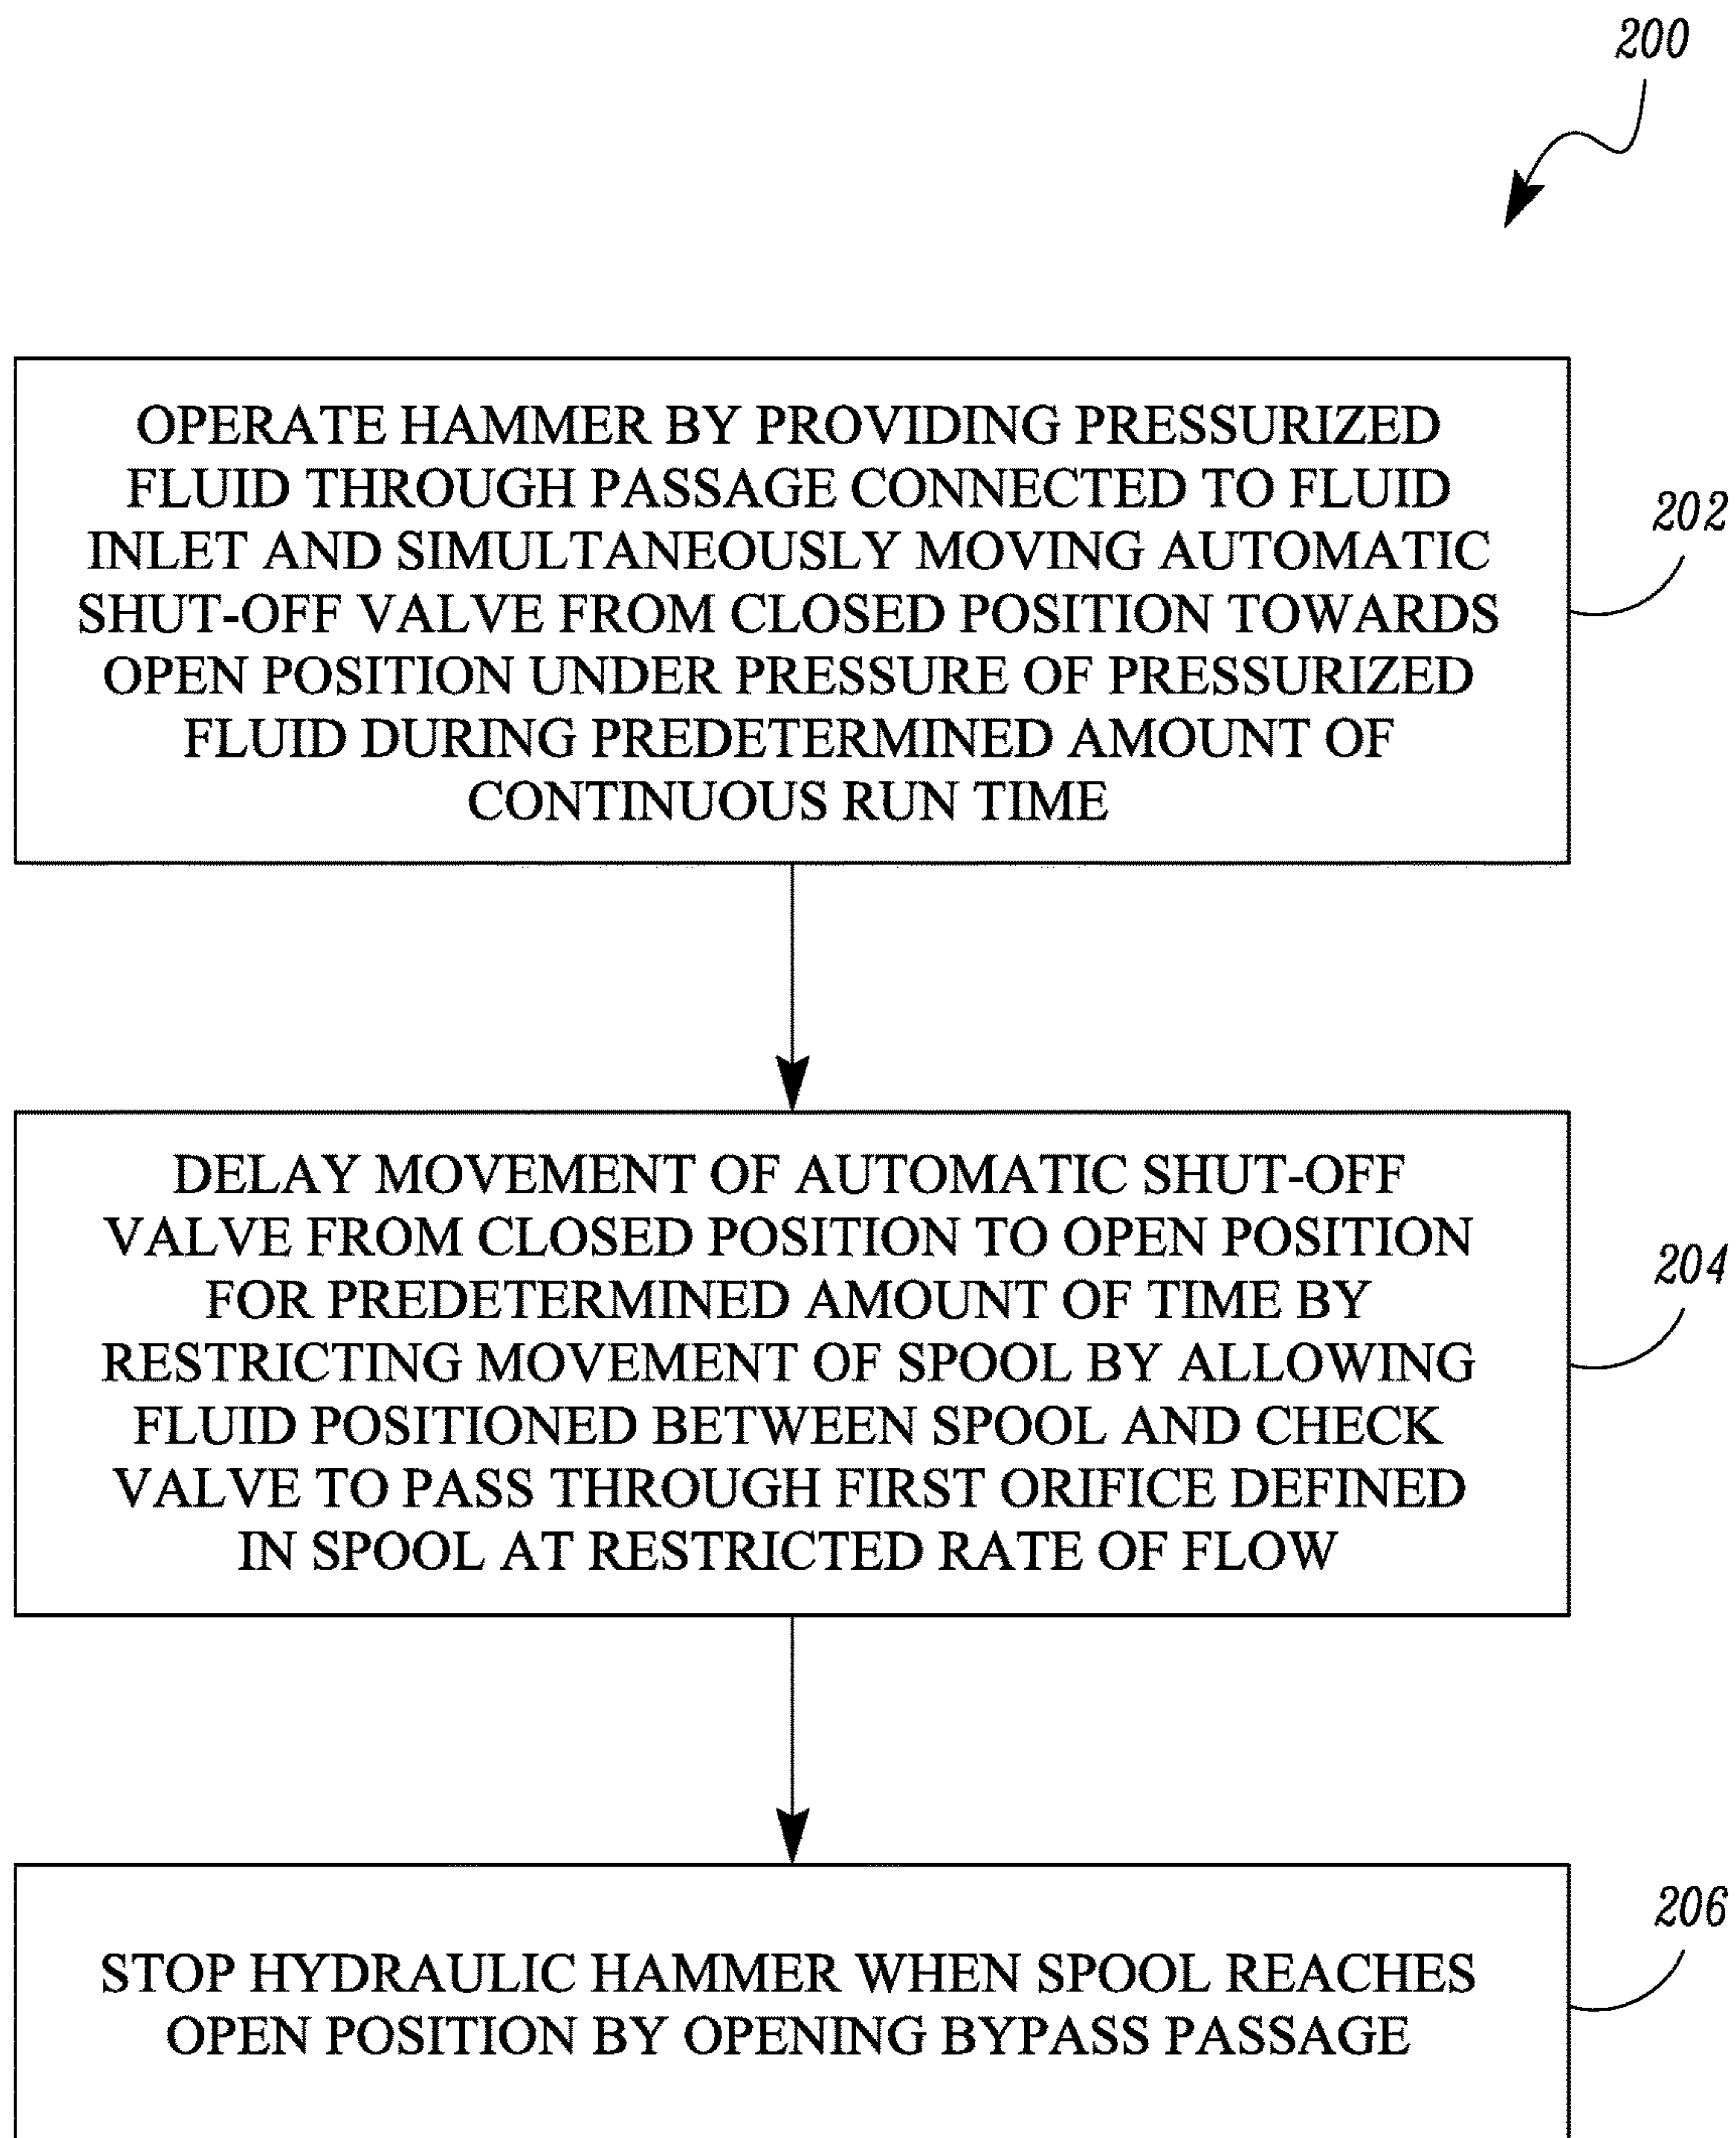 200
OPERATE HAMMER BY PROVIDING PRESSURIZED
FLUID THROUGH PASSAGE CONNECTED TO FLUID
INLET AND SIMULTANEOUSLY MOVING AUTOMATIC
SHUT-OFF VALVE FROM CLOSED POSITION TOWARDS
OPEN POSITION UNDER PRESSURE OF PRESSURIZED
FLUID DURING PREDETERMINED AMOUNT OF
CONTINUOUS RUN TIME
202
DELAY MOVEMENT OF AUTOMATIC SHUT-OFF
VALVE FROM CLOSED POSITION TO OPEN POSITION
FOR PREDETERMINED AMOUNT OF TIME BY
RESTRICTING MOVEMENT OF SPOOL BY ALLOWING
FLUID POSITIONED BETWEEN SPOOL AND CHECK
VALVE TO PASS THROUGH FIRST ORIFICE DEFINED
IN SPOOL AT RESTRICTED RATE OF FLOW
204
STOP HYDRAULIC HAMMER WHEN SPOOL REACHES
OPEN POSITION BY OPENING BYPASS PASSAGE
206